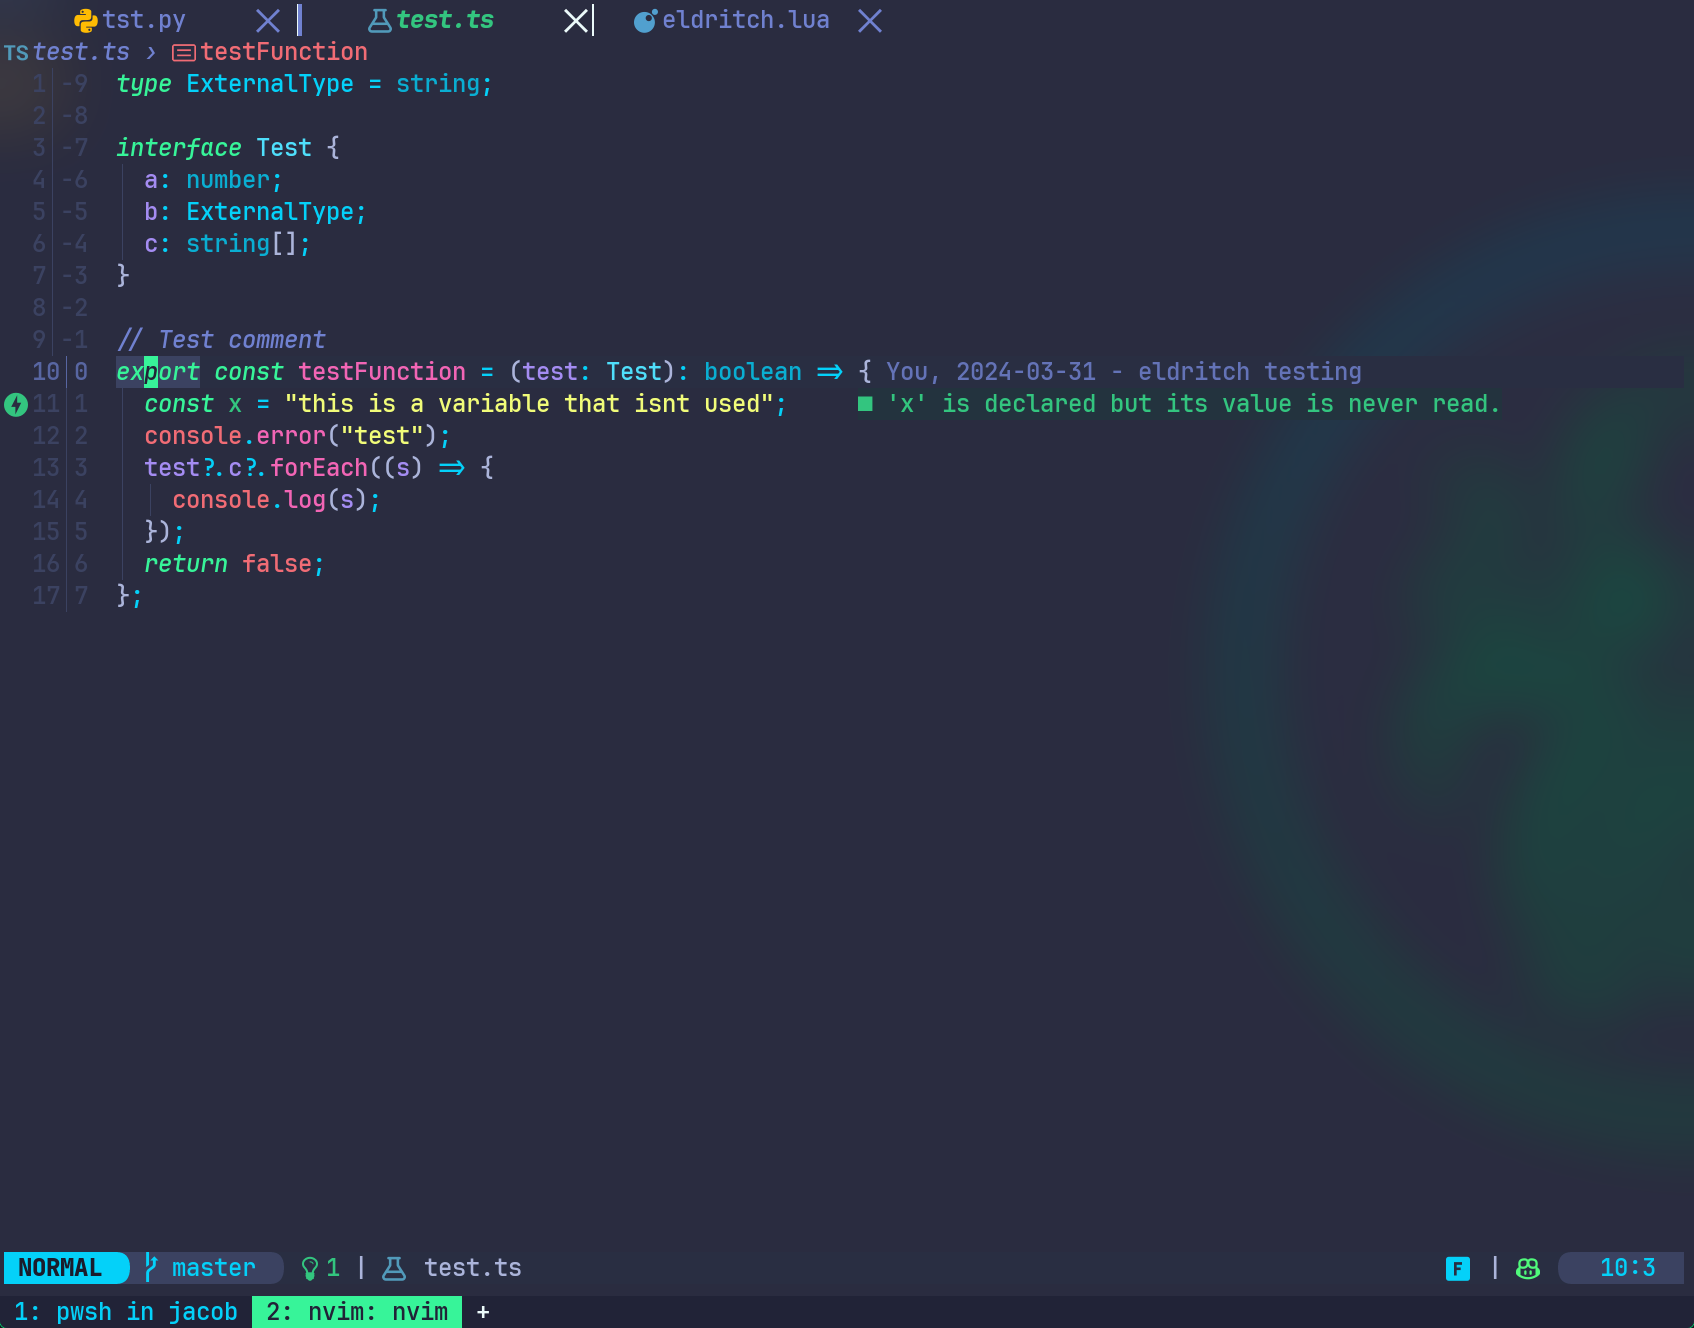 tst.py test.ts eldritch.lua
TS test.ts › testFunction
1 -9 type ExternalType = string;
2 -8
3 -7 interface Test {
4 -6 a: number;
5 -5 b: ExternalType;
6 -4 c: string[];
7 -3 }
8 -2
9 -1 // Test comment
10 0 export const testFunction = (test: Test): boolean => { You, 2024-03-31 - eldritch testing
11 1 const x = "this is a variable that isnt used"; ■ 'x' is declared but its value is never read.
12 2 console.error("test");
13 3 test?.c?.forEach((s) => {
14 4 console.log(s);
15 5 });
16 6 return false;
17 7 };
NORMAL master 1 | test.ts F | 10:3
1: pwsh in jacob 2: nvim: nvim +